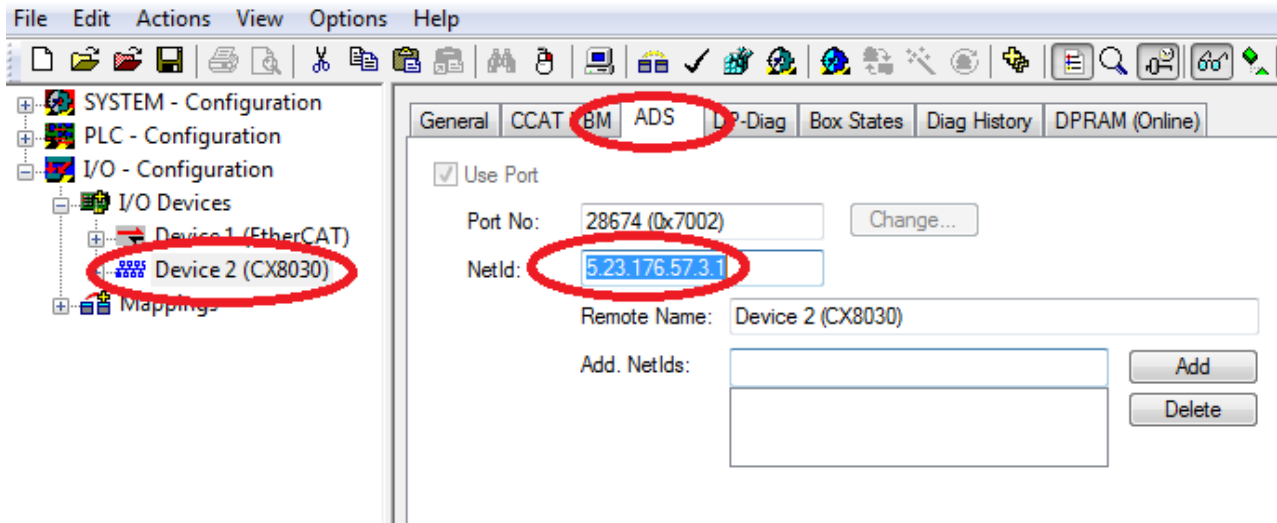 File Edit Actions View Options Help
SYSTEM - Configuration
PLC - Configuration
I/O - Configuration
I/O Devices
Device 1 (EtherCAT)
Device 2 (CX8030)
Mappings
General CCAT ADS DP-Diag Box States Diag History DPRAM (Online)
Use Port
Port No: 28674 (0x7002) Change...
NetId: 5.23.176.57.3.1
Remote Name: Device 2 (CX8030)
Add. NetIds: Add
Delete